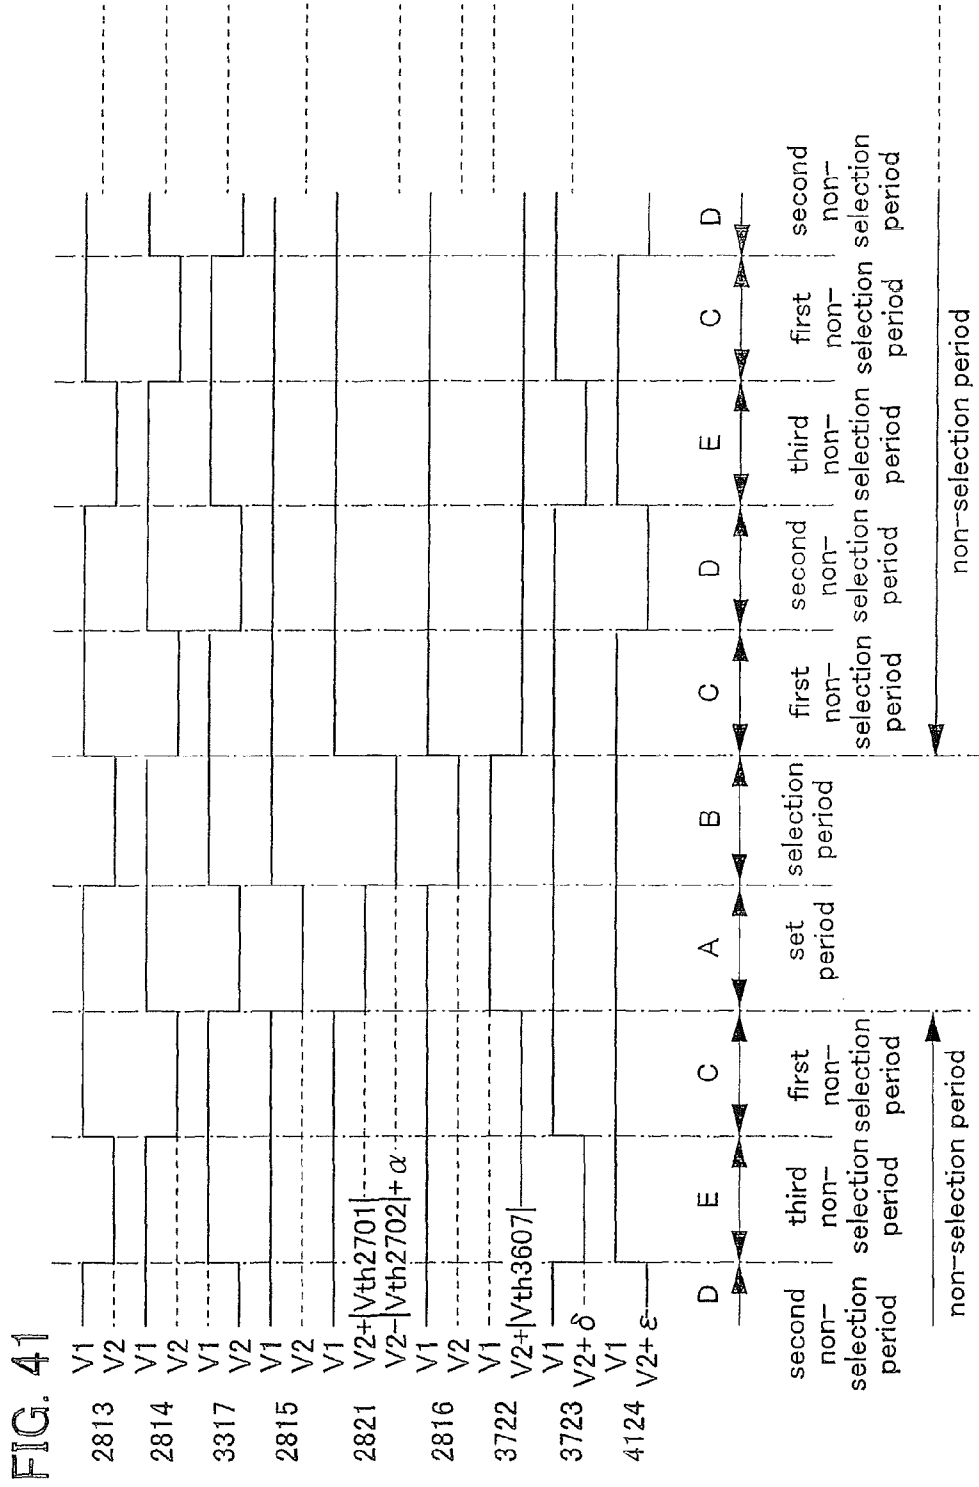 FIG. 41
2813 V1
V2
2814 V1
V2
3317 V1
V2
2815 V1
V2
2821 V1
V2+|Vth2701|
V2-|Vth2702|+α
2816 V1
V2
3722 V1
V2+|Vth3607|
3723 V1
V2+δ
4124 V1
V2+ε
D E C A B C D E C D
second non-selection period
third non-selection period
first non-selection period
set period
selection period
first non-selection period
second non-selection period
third non-selection period
first non-selection period
second non-selection period
non-selection period
non-selection period